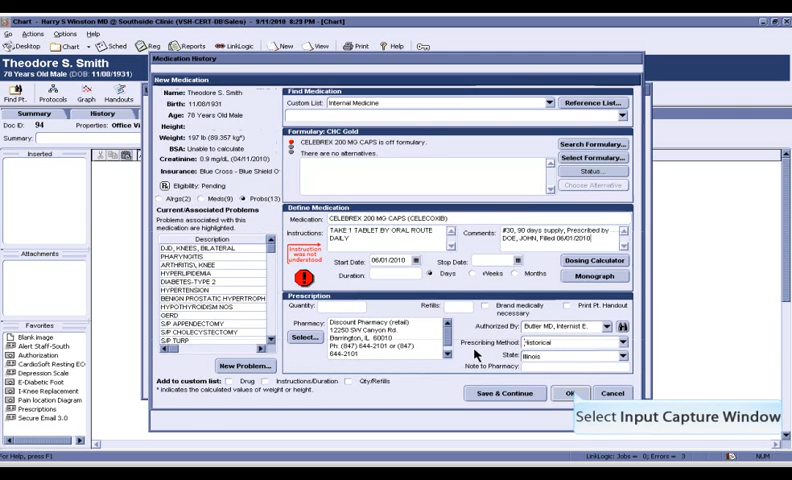 Chart - Harry S Winston MD @ Southside Clinic (VSH-CERT-DB\Sales) - 9/11/2010 8:29 PM - [Chart]
Go Actions Options Help
Desktop Chart Sched Reg Reports LinkLogic New View Print Help
Theodore S. Smith
78 Years Old Male (DOB: 11/08/1931)
Find Pt. Protocols Graph Handouts
Summary History
Doc ID: 94 Properties: Office Vi
Summary:
Inserted
Attachments
Favorites
Blank image
Alert Staff-South
Authorization
CardioSoft Resting EC
Depression Scale
E-Diabetic Foot
I-Knee Replacement
Pain location Diagram
Prescriptions
Secure Email 3.0
Medication History
New Medication
Name: Theodore S. Smith
Birth: 11/08/1931
Age: 78 Years Old Male
Height:
Weight: 197 lb (89.357 kg*)
BSA: Unable to calculate
Creatinine: 0.9 mg/dL (04/11/2010)
Insurance: Blue Cross - Blue Shield O
Eligibility: Pending
Algrs(2) Meds(9) Probs(13)
Current/Associated Problems
Problems associated with this
medication are highlighted.
Description
DJD, KNEES, BILATERAL
PHARYNGITIS
ARTHRITIS, KNEE
HYPERLIPIDEMIA
DIABETES-TYPE 2
HYPERTENSION
BENIGN PROSTATIC HYPERTROPH
HYPOTHYROIDISM NOS
GERD
S/P APPENDECTOMY
S/P CHOLECYSTECTOMY
S/P TURP
New Problem...
Find Medication
Custom List: Internal Medicine
Reference List...
Formulary: CHC Gold
CELEBREX 200 MG CAPS is off formulary.
There are no alternatives.
Search Formulary...
Select Formulary...
Status...
Choose Alternative
Define Medication
Medication: CELEBREX 200 MG CAPS (CELECOXIB)
Instructions: TAKE 1 TABLET BY ORAL ROUTE
DAILY
Comments: #30, 90 days supply, Prescribed by
DOE, JOHN, Filled 06/01/2010
Instruction
was not
understood
Start Date: 06/01/2010 Stop Date:
Duration: Days Weeks Months
Dosing Calculator
Monograph
Prescription
Quantity: Refills: Brand medically
necessary
Print Pt. Handout
Pharmacy: Discount Pharmacy (retail)
12250 SW Canyon Rd.
Barrington, IL 60010
Ph: (847) 644-2101 or (847)
644-2101
Select...
Authorized By: Butler MD, Internist E.
Prescribing Method: Historical
State: Illinois
Note to Pharmacy:
Add to custom list: Drug Instructions/Duration Qty/Refills
* indicates the calculated values of weight or height.
Save & Continue OK Cancel
Select Input Capture Window
For Help, press F1
LinkLogic: Jobs = 0; Errors = 3 NUM